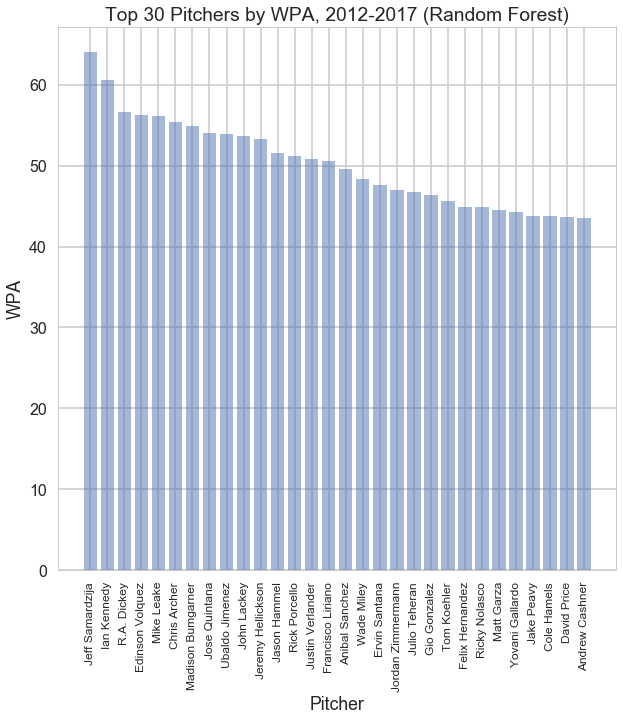 Top 30 Pitchers by WPA, 2012-2017 (Random Forest)
60
50
40
30
20
10
0
WPA
Jeff Samardzija
Ian Kennedy
R.A. Dickey
Edinson Volquez
Mike Leake
Chris Archer
Madison Bumgarner
Jose Quintana
Ubaldo Jimenez
John Lackey
Jeremy Hellickson
Jason Hammel
Rick Porcello
Justin Verlander
Francisco Liriano
Anibal Sanchez
Wade Miley
Ervin Santana
Jordan Zimmermann
Julio Teheran
Gio Gonzalez
Tom Koehler
Felix Hernandez
Ricky Nolasco
Matt Garza
Yovani Gallardo
Jake Peavy
Cole Hamels
David Price
Andrew Cashner
Pitcher